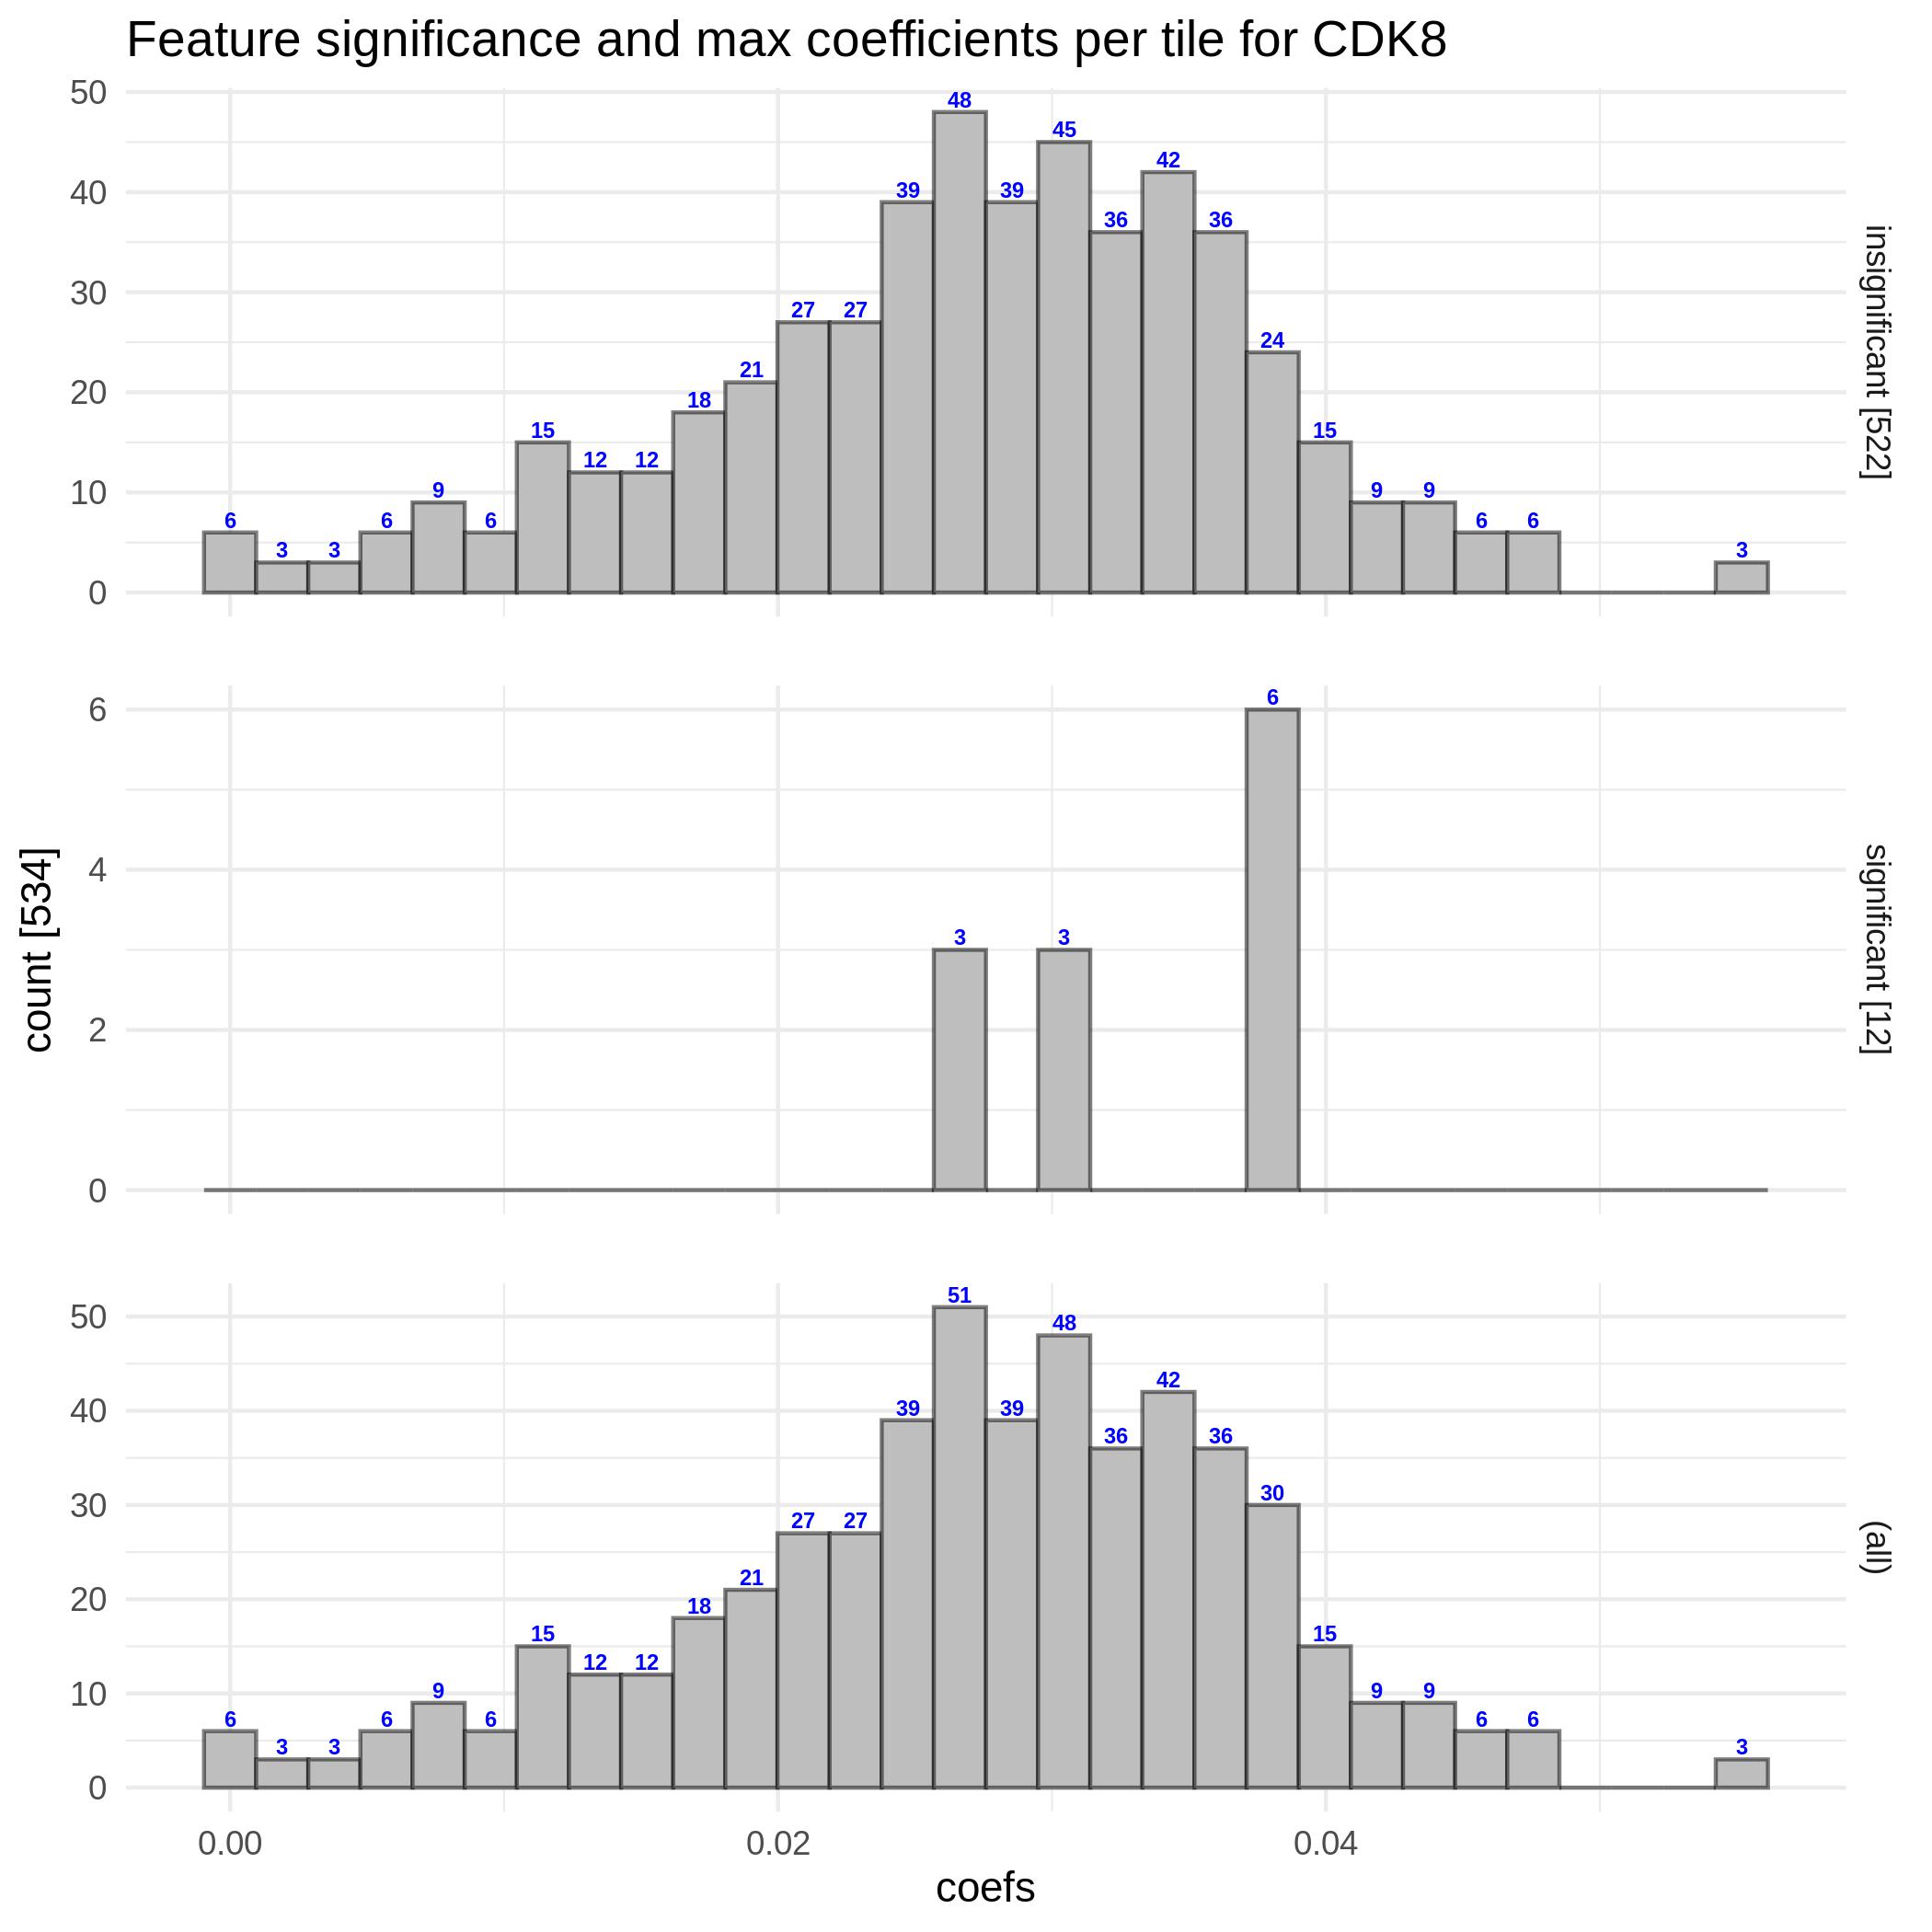 Feature significance and max coefficients per tile for CDK8
50
40
30
20
10
0
6 3 3 6 9 6 15 12 12 18 21 27 27 39 48 39 45 36 42 36 24 15 9 9 6 6 3
insignificant [522]
count [534]
6
4
2
0
3 3 6
significant [12]
50
40
30
20
10
0
6 3 3 6 9 6 15 12 12 18 21 27 27 39 51 39 48 36 42 36 30 15 9 9 6 6 3
(all)
0.00 0.02 0.04
coefs